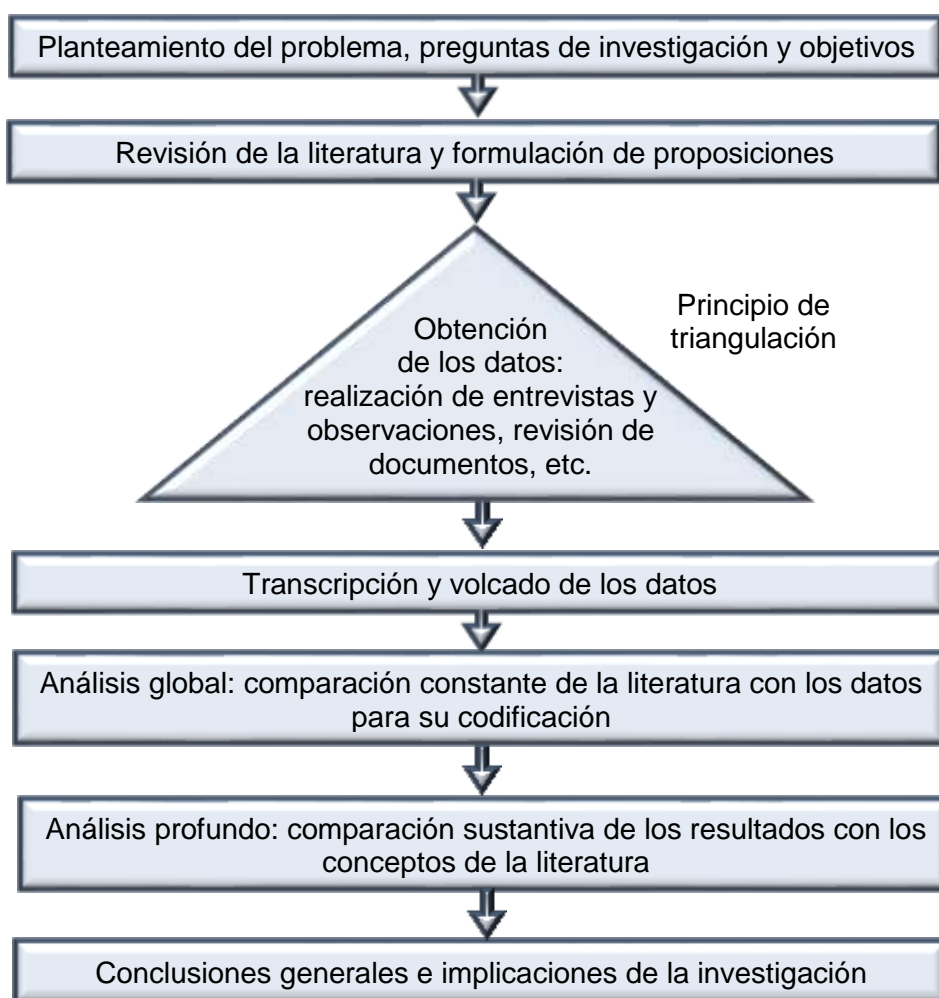 Planteamiento del problema, preguntas de investigación y objetivos
Revisión de la literatura y formulación de proposiciones
Principio de
triangulación
Obtención
de los datos:
realización de entrevistas y
observaciones, revisión de
documentos, etc.
Transcripción y volcado de los datos
Análisis global: comparación constante de la literatura con los datos
para su codificación
Análisis profundo: comparación sustantiva de los resultados con los
conceptos de la literatura
Conclusiones generales e implicaciones de la investigación